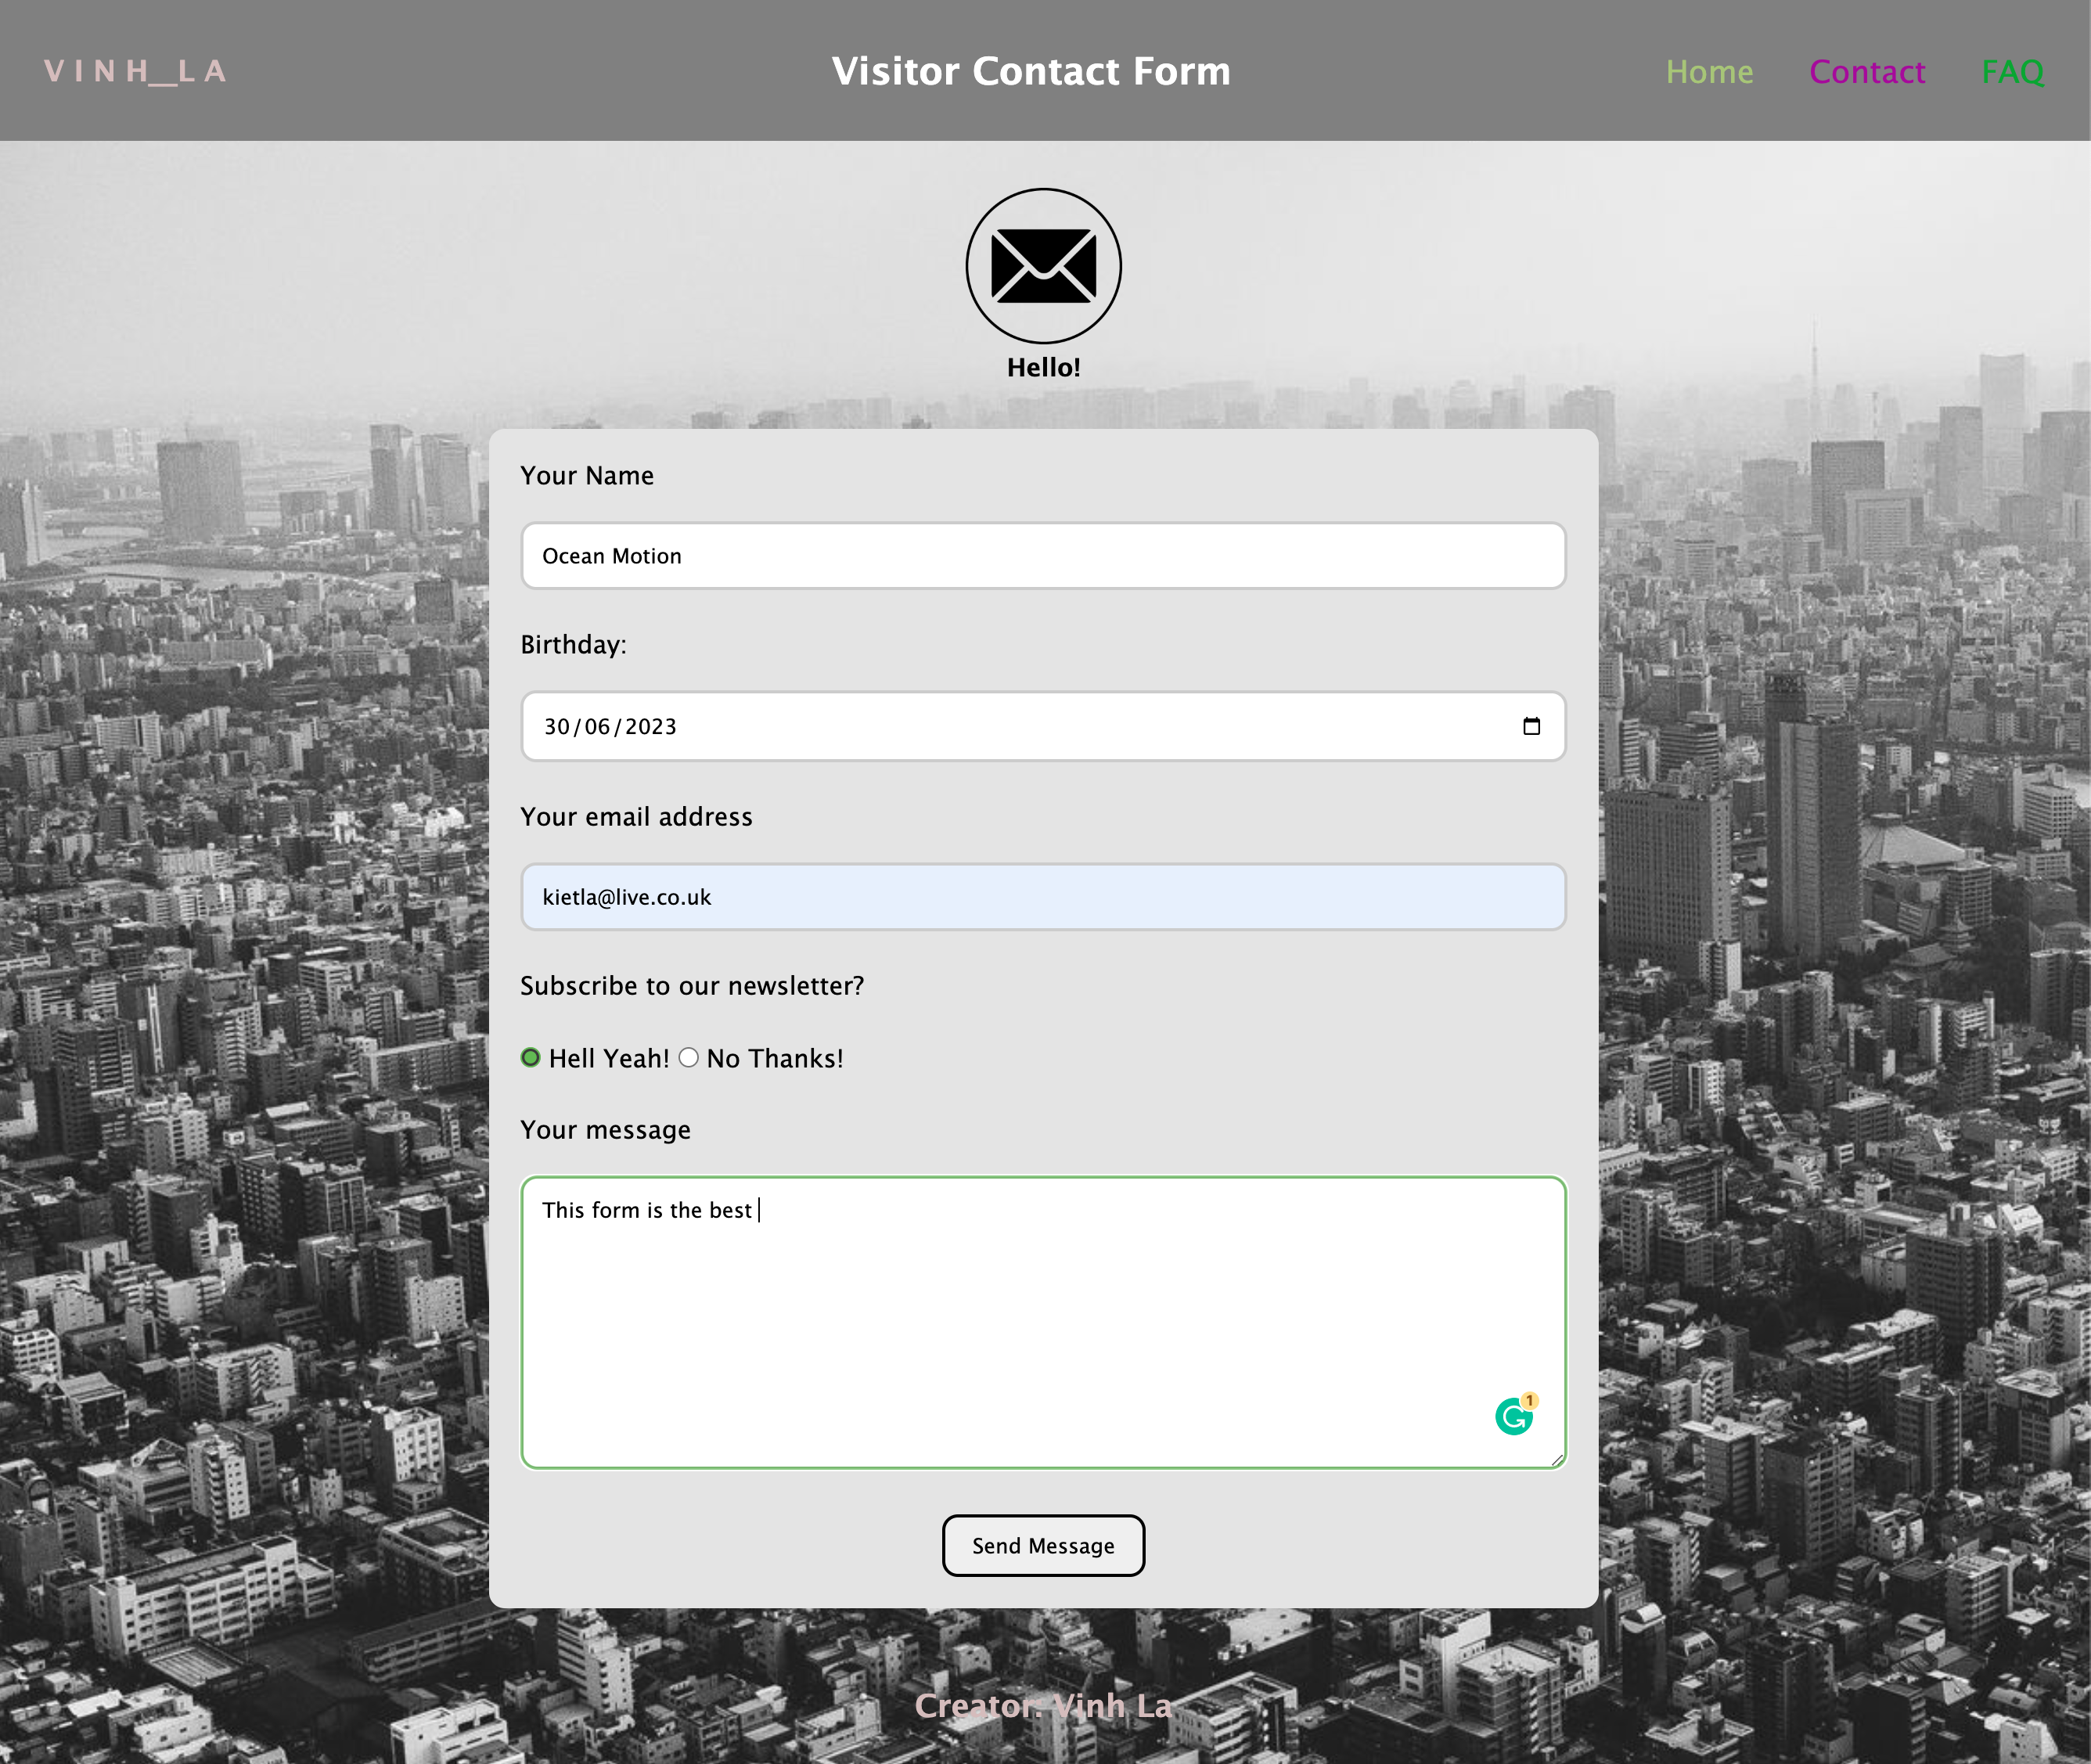 VINH__LA
Visitor Contact Form
Home Contact FAQ
Hello!
Your Name
Ocean Motion
Birthday:
30/06/2023
Your email address
kietla@live.co.uk
Subscribe to our newsletter?
Hell Yeah! No Thanks!
Your message
This form is the best
1
Send Message
Creator: Vinh La